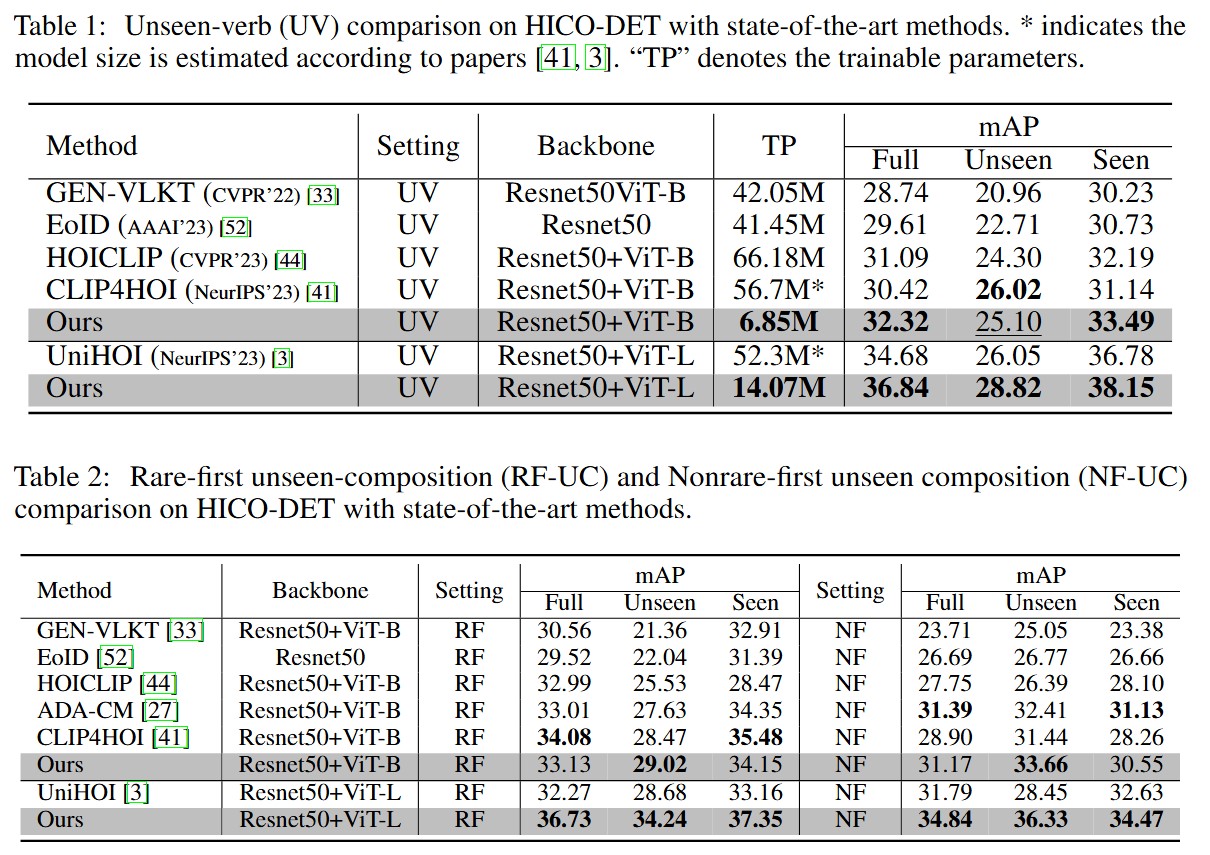 Table 1: Unseen-verb (UV) comparison on HICO-DET with state-of-the-art methods. * indicates the
model size is estimated according to papers [41, 3]. “TP” denotes the trainable parameters.
Method Setting Backbone TP mAP
Full Unseen Seen
GEN-VLKT (CVPR’22) [33] UV Resnet50ViT-B 42.05M 28.74 20.96 30.23
EoID (AAAI’23) [52] UV Resnet50 41.45M 29.61 22.71 30.73
HOICLIP (CVPR’23) [44] UV Resnet50+ViT-B 66.18M 31.09 24.30 32.19
CLIP4HOI (NeurIPS’23) [41] UV Resnet50+ViT-B 56.7M* 30.42 26.02 31.14
Ours UV Resnet50+ViT-B 6.85M 32.32 25.10 33.49
UniHOI (NeurIPS’23) [3] UV Resnet50+ViT-L 52.3M* 34.68 26.05 36.78
Ours UV Resnet50+ViT-L 14.07M 36.84 28.82 38.15
Table 2: Rare-first unseen-composition (RF-UC) and Nonrare-first unseen composition (NF-UC)
comparison on HICO-DET with state-of-the-art methods.
Method Backbone Setting mAP Setting mAP
Full Unseen Seen Full Unseen Seen
GEN-VLKT [33] Resnet50+ViT-B RF 30.56 21.36 32.91 NF 23.71 25.05 23.38
EoID [52] Resnet50 RF 29.52 22.04 31.39 NF 26.69 26.77 26.66
HOICLIP [44] Resnet50+ViT-B RF 32.99 25.53 28.47 NF 27.75 26.39 28.10
ADA-CM [27] Resnet50+ViT-B RF 33.01 27.63 34.35 NF 31.39 32.41 31.13
CLIP4HOI [41] Resnet50+ViT-B RF 34.08 28.47 35.48 NF 28.90 31.44 28.26
Ours Resnet50+ViT-B RF 33.13 29.02 34.15 NF 31.17 33.66 30.55
UniHOI [3] Resnet50+ViT-L RF 32.27 28.68 33.16 NF 31.79 28.45 32.63
Ours Resnet50+ViT-L RF 36.73 34.24 37.35 NF 34.84 36.33 34.47